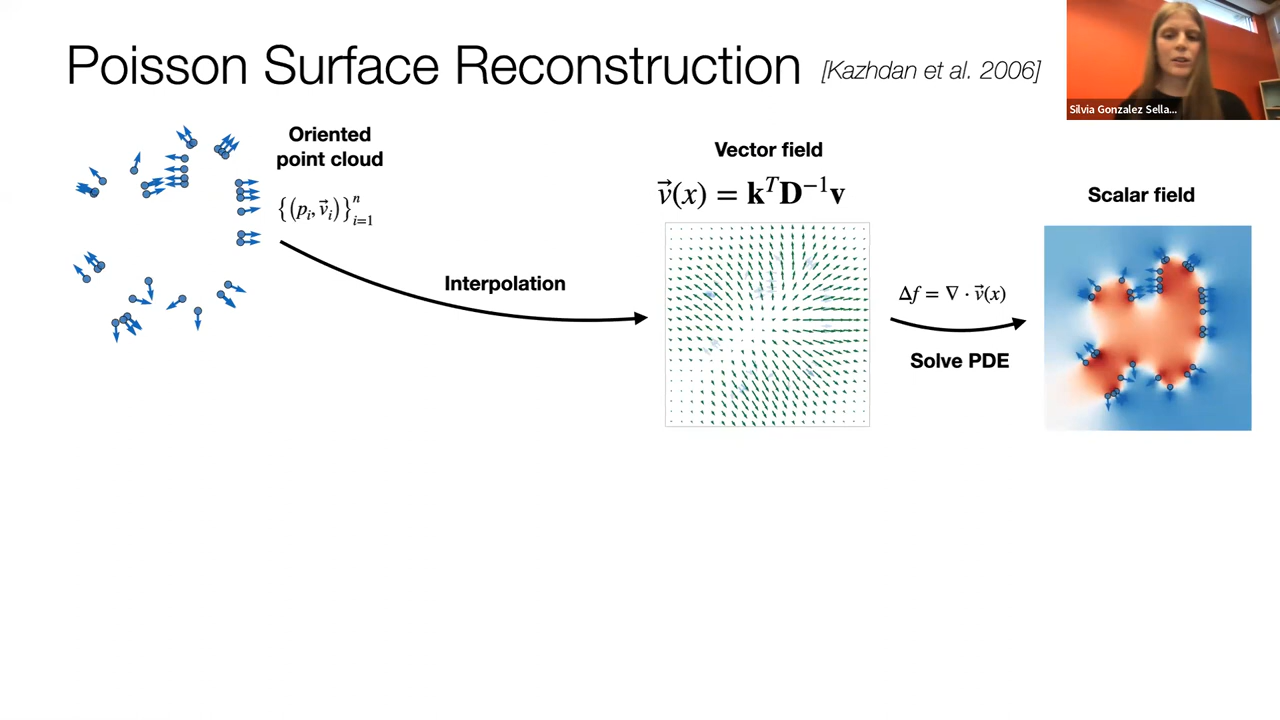 Poisson Surface Reconstruction [Kazhdan et al. 2006]
Silvia Gonzalez Sella...
Oriented
point cloud
{(pᵢ, v⃗ᵢ)}ⁿᵢ₌₁
Interpolation
Vector field
v⃗(x) = kᵀD⁻¹v
Δf = ∇ · v⃗(x)
Solve PDE
Scalar field